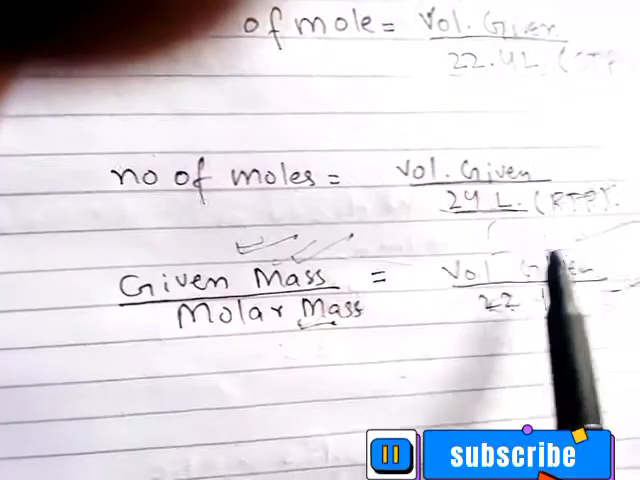 of mole = Vol. Given
22.4L (STP
no of moles = Vol. Given
24 L. (RTP).
Given Mass = Vol Given
Molar Mass 22
subscribe